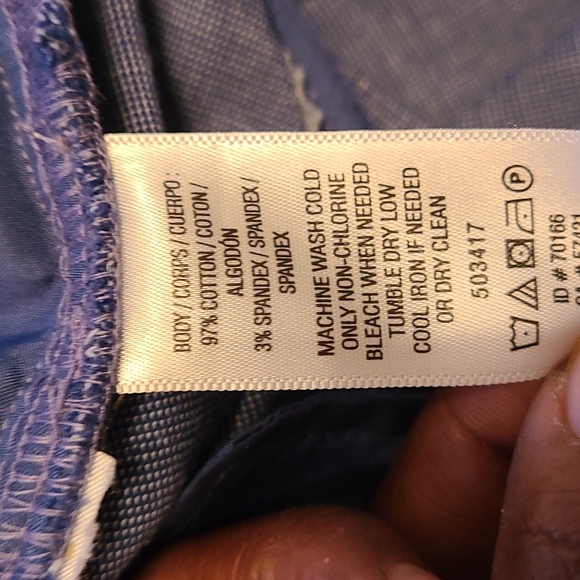 BODY / CORPS / CUERPO :
97% COTTON / COTON /
ALGODÓN
3% SPANDEX / SPANDEX /
SPANDEX
MACHINE WASH COLD
ONLY NON-CHLORINE
BLEACH WHEN NEEDED
TUMBLE DRY LOW
COOL IRON IF NEEDED
OR DRY CLEAN
503417
P
ID # 70166